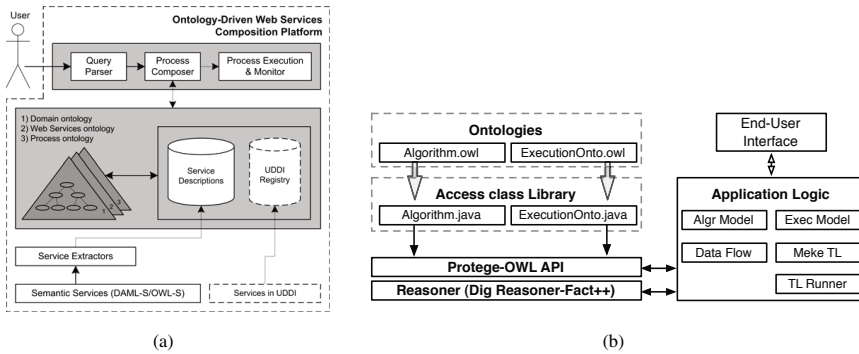 User
Ontology-Driven Web Services
Composition Platform
Query
Parser
Process
Composer
Process Execution
& Monitor
1) Domain ontology
2) Web Services ontology
3) Process ontology
1
2
3
Service
Descriptions
UDDI
Registry
Service Extractors
Semantic Services (DAML-S/OWL-S)
Services in UDDI
(a)
Ontologies
Algorithm.owl
ExecutionOnto.owl
Access class Library
Algorithm.java
ExecutionOnto.java
Protege-OWL API
Reasoner (Dig Reasoner-Fact++)
End-User
Interface
Application Logic
Algr Model
Exec Model
Data Flow
Meke TL
TL Runner
(b)